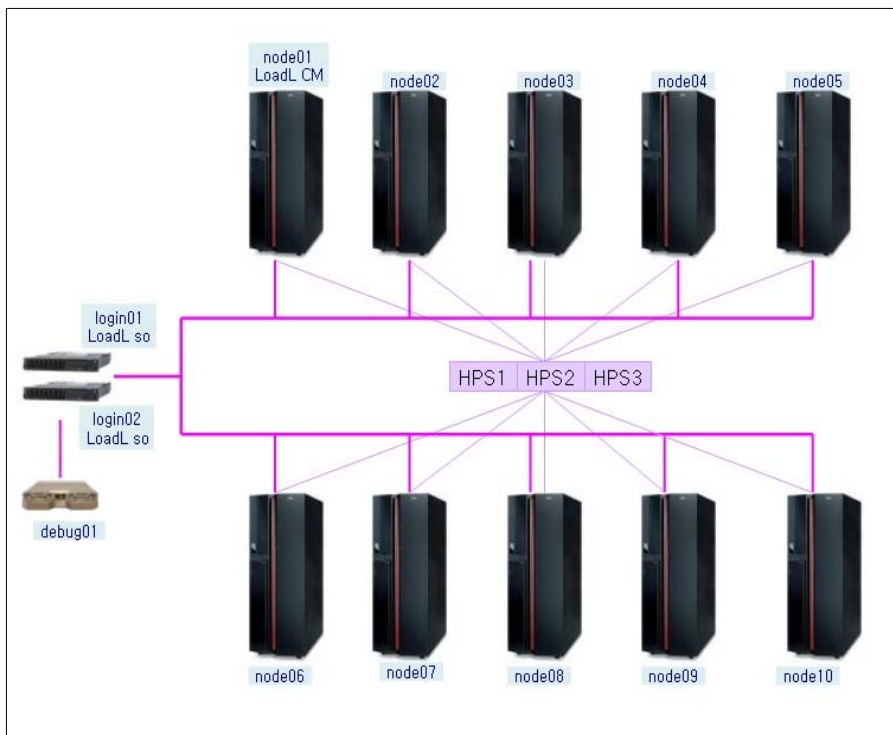 node01
LoadL CM
node02
node03
node04
node05
login01
LoadL so
HPS1
HPS2
HPS3
login02
LoadL so
debug01
node06
node07
node08
node09
node10